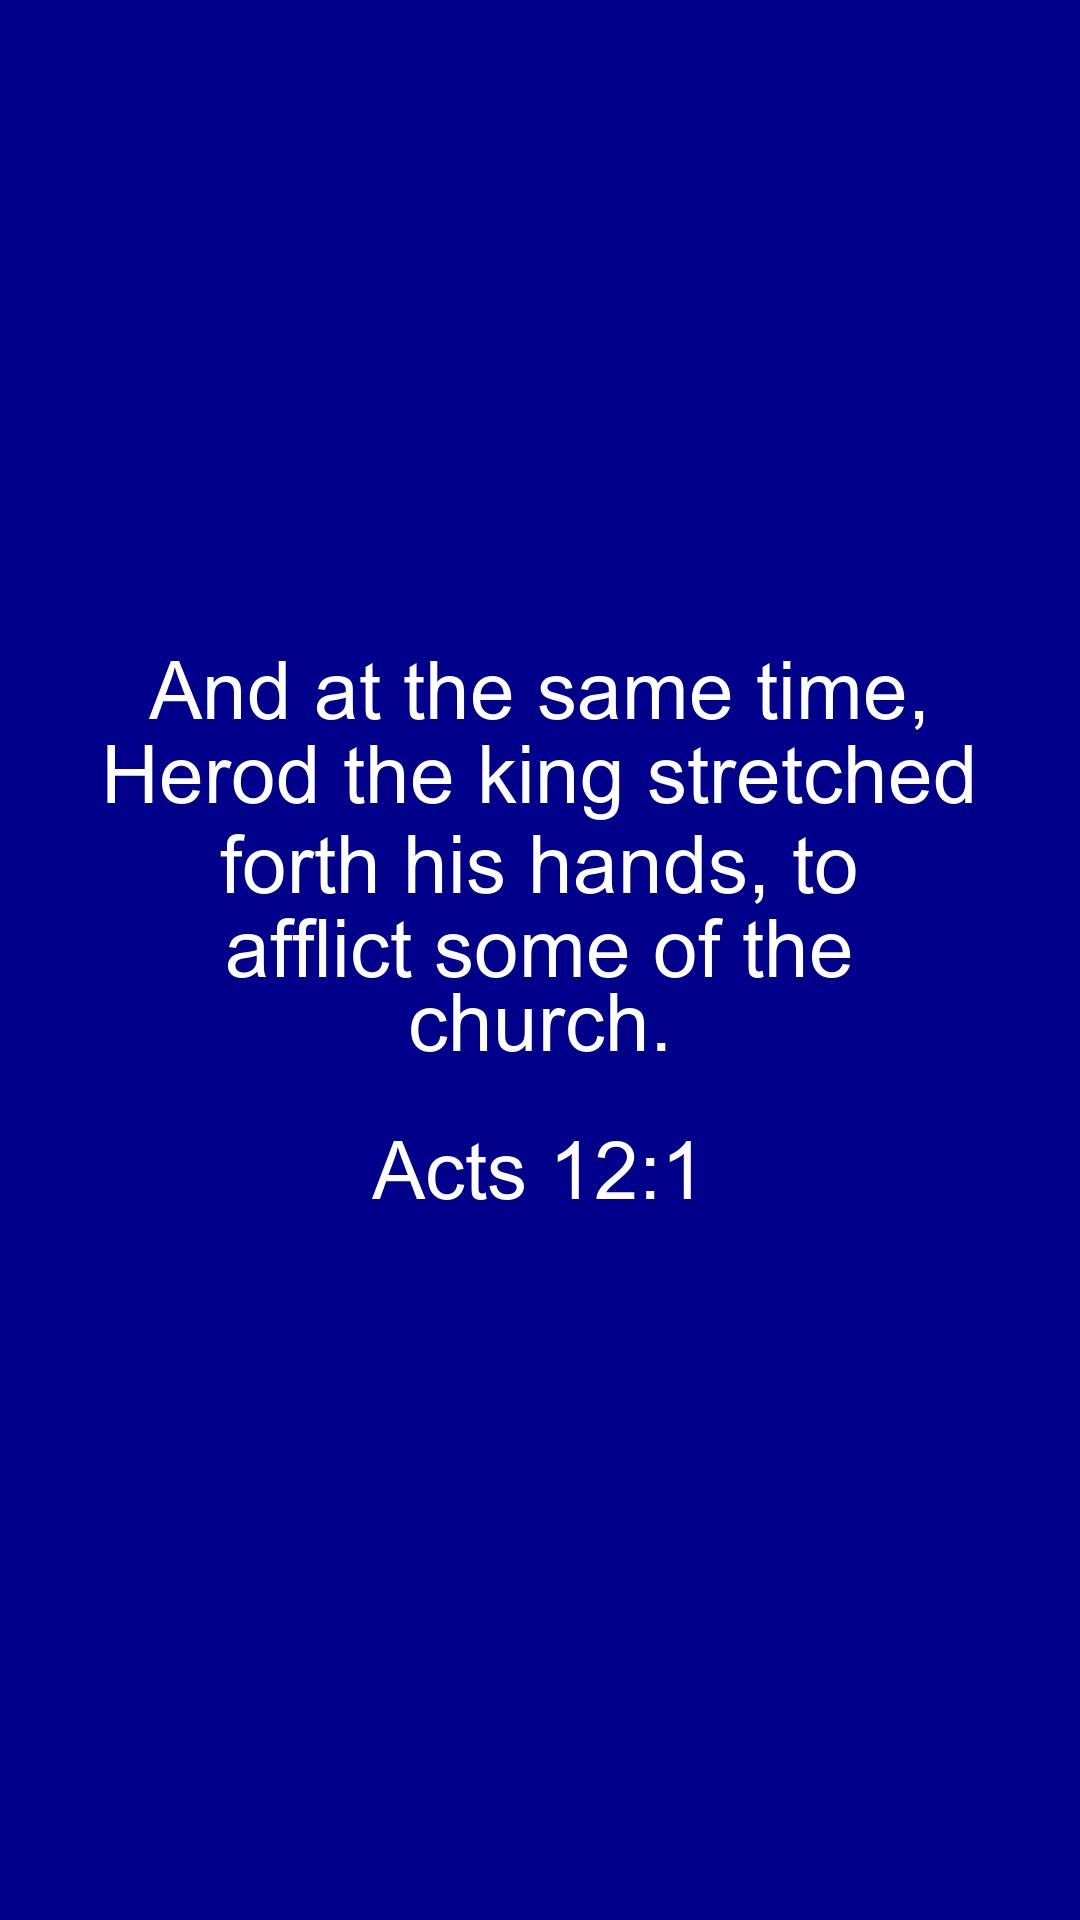 And at the same time,
Herod the king stretched
forth his hands, to
afflict some of the
church.
Acts 12:1